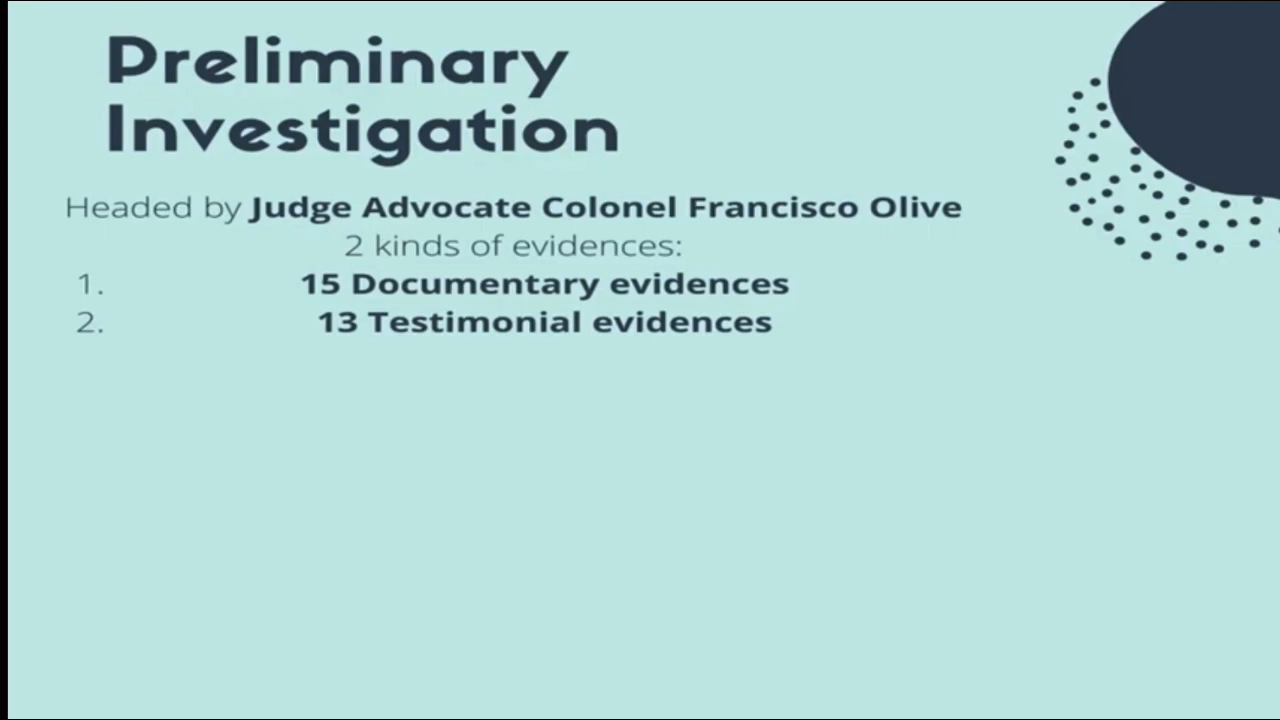 Preliminary
Investigation
Headed by Judge Advocate Colonel Francisco Olive
2 kinds of evidences:
1. 15 Documentary evidences
2. 13 Testimonial evidences